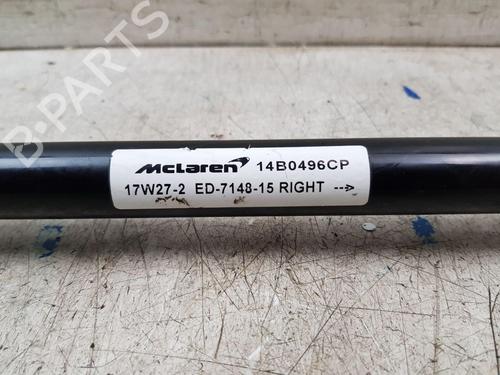 McLaren 14B0496CP
17W27-2 ED-7148-15 RIGHT -->
B-PARTS